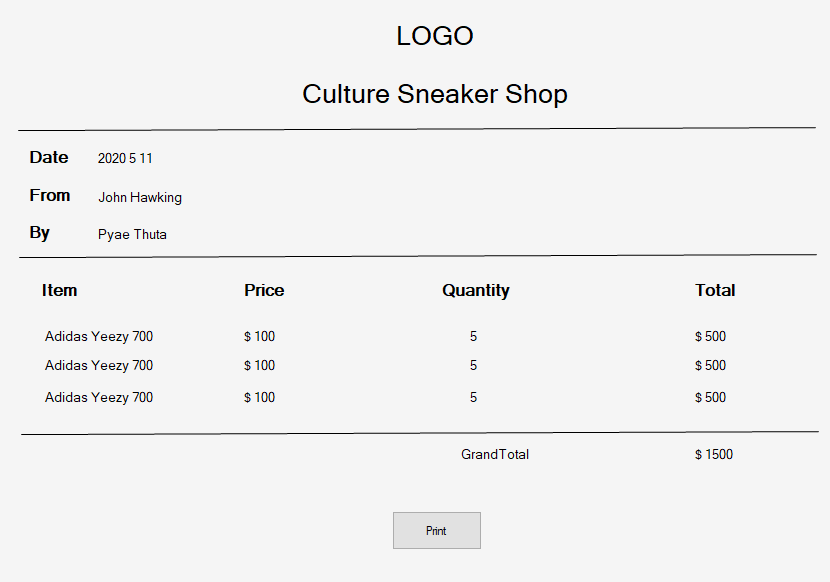 LOGO
Culture Sneaker Shop
Date 2020 5 11
From John Hawking
By Pyae Thuta
Item Price Quantity Total
Adidas Yeezy 700 $ 100 5 $ 500
Adidas Yeezy 700 $ 100 5 $ 500
Adidas Yeezy 700 $ 100 5 $ 500
GrandTotal $ 1500
Print